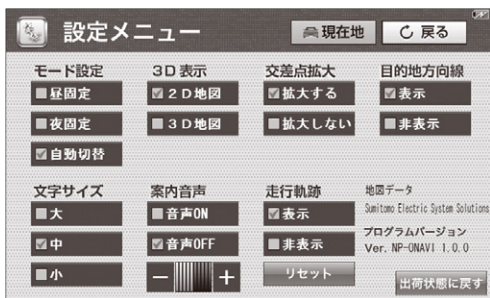 設定メニュー
現在地
戻る
モード設定
昼固定
夜固定
自動切替
3D 表示
2D地図
3D地図
交差点拡大
拡大する
拡大しない
目的地方向線
表示
非表示
文字サイズ
大
中
小
案内音声
音声ON
音声OFF
走行軌跡
表示
非表示
リセット
地図データ
Sumitomo Electric System Solutions
プログラムバージョン
Ver. NP-ONAVI 1.0.0
出荷状態に戻す